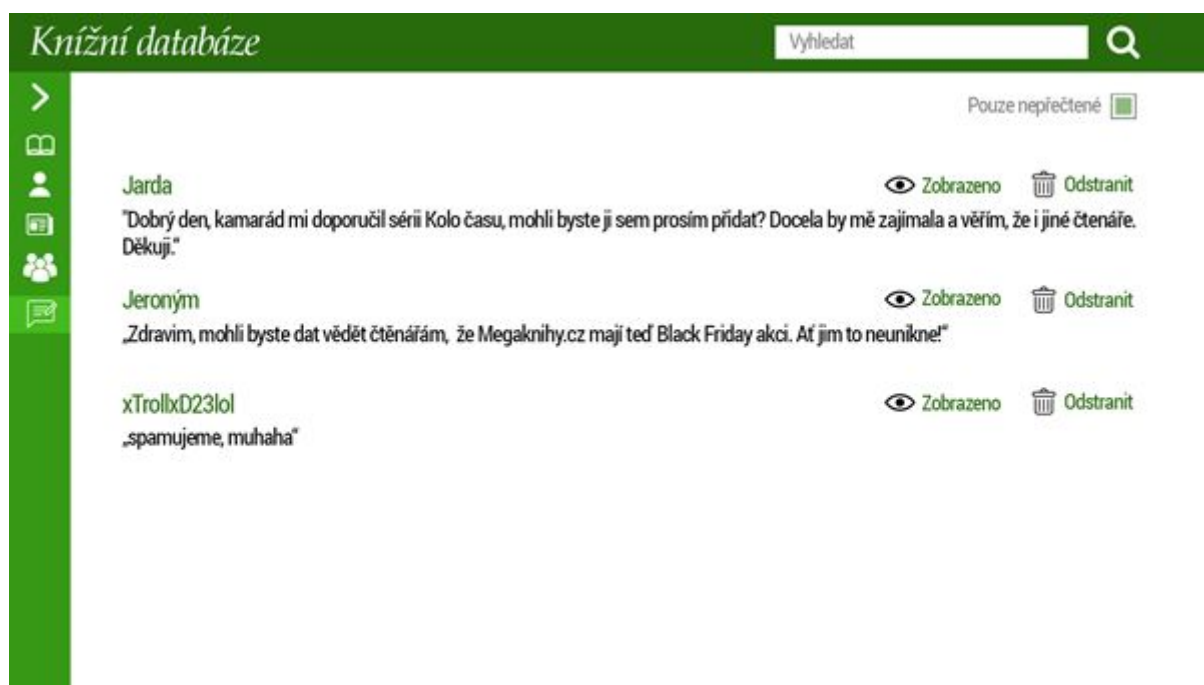 Knížní databáze
Vyhledat
Pouze nepřečtené
Jarda
Zobrazeno
Odstranit
"Dobrý den, kamarád mi doporučil sérii Kolo času, mohli byste ji sem prosím přidat? Docela by mě zajímala a věřím, že i jiné čtenáře.
Děkuji.“
Jeroným
Zobrazeno
Odstranit
„Zdravim, mohli byste dat vědět čtěnářám, že Megaknihy.cz mají teď Black Friday akci. Ať jim to neunikne!“
xTrollxD23lol
Zobrazeno
Odstranit
„spamujeme, muhaha“